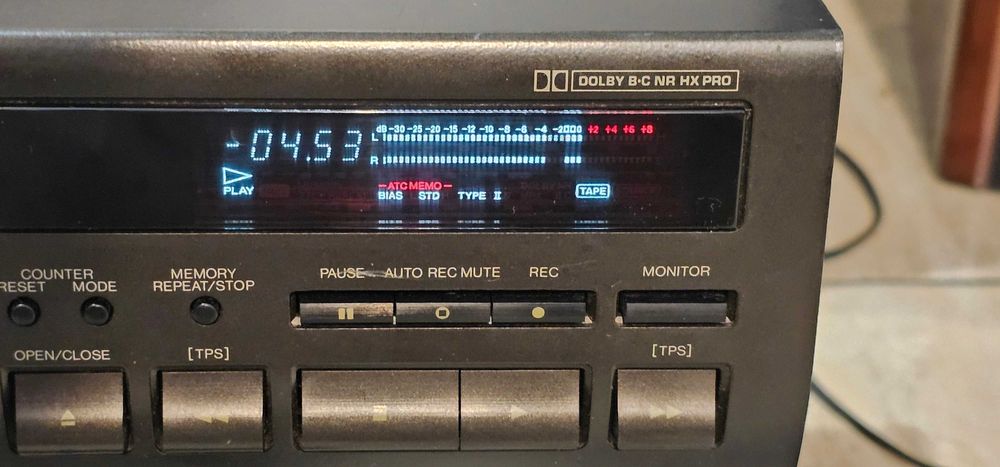 DOLBY B·C NR HX PRO
-04.53
dB -30 -25 -20 -15 -12 -10 -8 -6 -4 -2 0 +2 +4 +6 +8
L
R
PLAY
ATC MEMO
BIAS STD TYPE II
TAPE
COUNTER
RESET MODE
MEMORY
REPEAT/STOP
PAUSE AUTO REC MUTE REC
MONITOR
OPEN/CLOSE
[TPS]
[TPS]